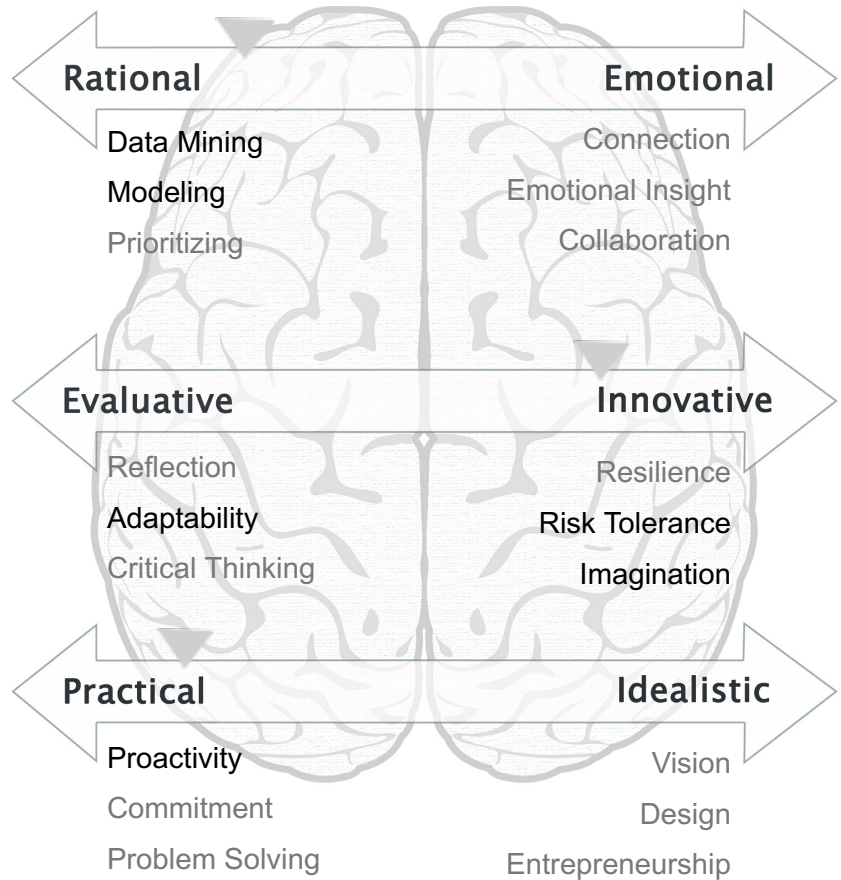 Rational Emotional
Data Mining Connection
Modeling Emotional Insight
Prioritizing Collaboration
Evaluative Innovative
Reflection Resilience
Adaptability Risk Tolerance
Critical Thinking Imagination
Practical Idealistic
Proactivity Vision
Commitment Design
Problem Solving Entrepreneurship